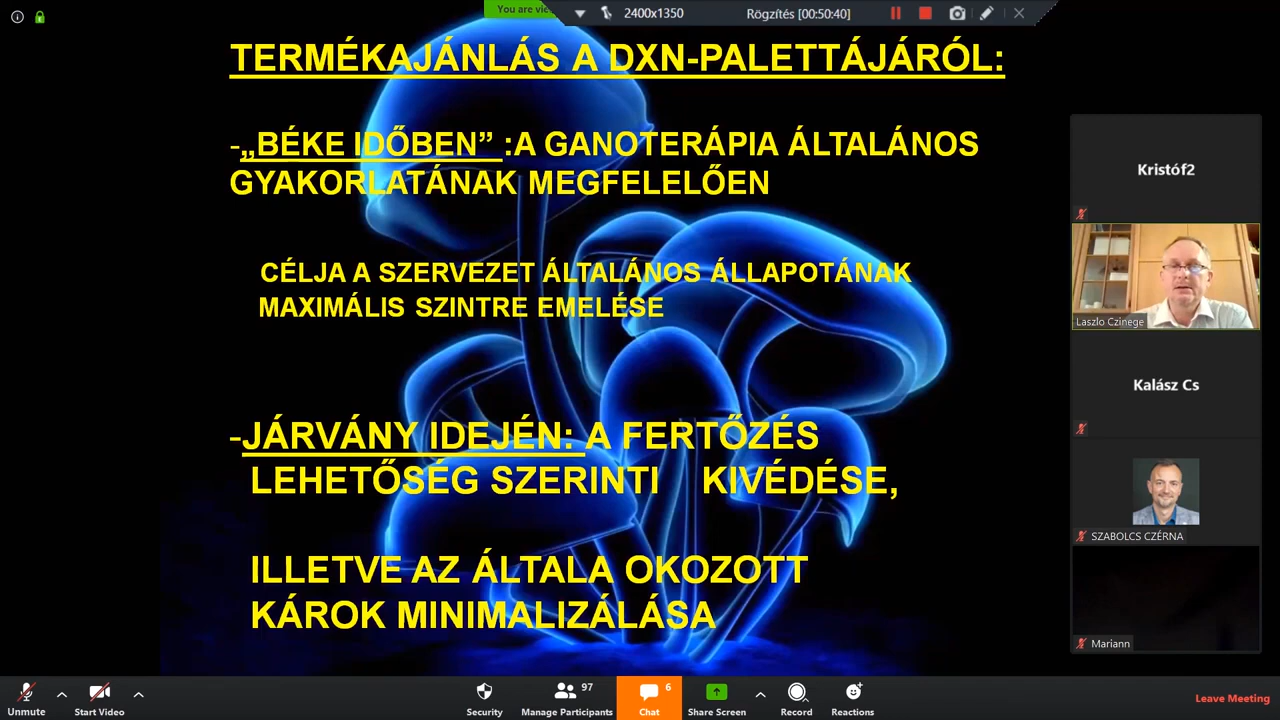 You are vie
2400x1350
Rögzítés [00:50:40]
TERMÉKAJÁNLÁS A DXN-PALETTÁJÁRÓL:
-„BÉKE IDŐBEN” :A GANOTERÁPIA ÁLTALÁNOS
GYAKORLATÁNAK MEGFELELŐEN
CÉLJA A SZERVEZET ÁLTALÁNOS ÁLLAPOTÁNAK
MAXIMÁLIS SZINTRE EMELÉSE
-JÁRVÁNY IDEJÉN: A FERTŐZÉS
LEHETŐSÉG SZERINTI KIVÉDÉSE,
ILLETVE AZ ÁLTALA OKOZOTT
KÁROK MINIMALIZÁLÁSA
Kristóf2
Laszlo Czinege
Kalász Cs
SZABOLCS CZÉRNA
Mariann
Unmute
Start Video
Security
97
Manage Participants
6
Chat
Share Screen
Record
Reactions
Leave Meeting